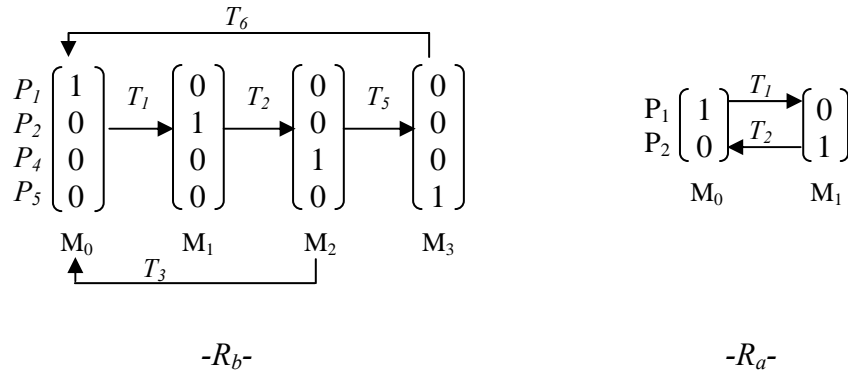 T6
P1 1 0 0 0 T1 P1 1 0
T1 T2 T5
P2 0 1 0 0 T2 P2 0 1
P4 0 0 1 0
P5 0 0 0 1
M0 M1
M0 M1 M2 M3
T3
-Rb- -Ra-